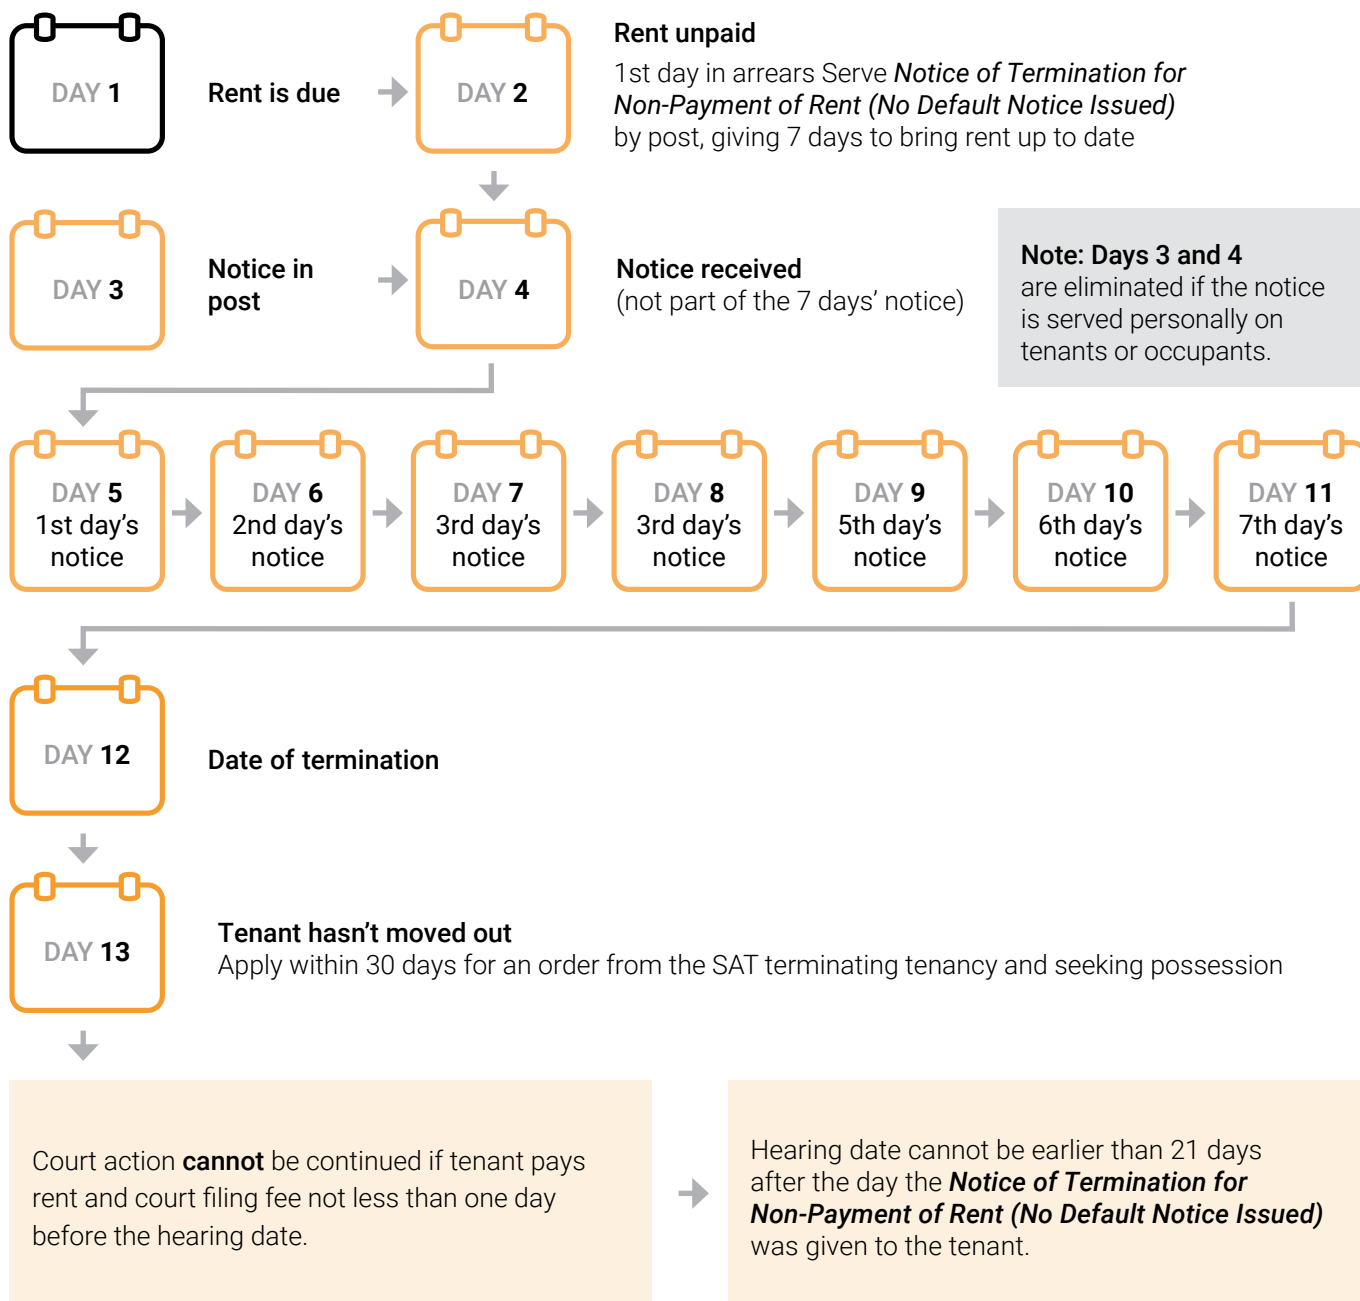 DAY 1
Rent is due
DAY 2
Rent unpaid
1st day in arrears Serve Notice of Termination for
Non-Payment of Rent (No Default Notice Issued)
by post, giving 7 days to bring rent up to date
DAY 3
Notice in
post
DAY 4
Notice received
(not part of the 7 days’ notice)
Note: Days 3 and 4
are eliminated if the notice
is served personally on
tenants or occupants.
DAY 5
1st day’s
notice
DAY 6
2nd day’s
notice
DAY 7
3rd day’s
notice
DAY 8
3rd day’s
notice
DAY 9
5th day’s
notice
DAY 10
6th day’s
notice
DAY 11
7th day’s
notice
DAY 12
Date of termination
DAY 13
Tenant hasn’t moved out
Apply within 30 days for an order from the SAT terminating tenancy and seeking possession
Court action cannot be continued if tenant pays
rent and court filing fee not less than one day
before the hearing date.
Hearing date cannot be earlier than 21 days
after the day the Notice of Termination for
Non-Payment of Rent (No Default Notice Issued)
was given to the tenant.